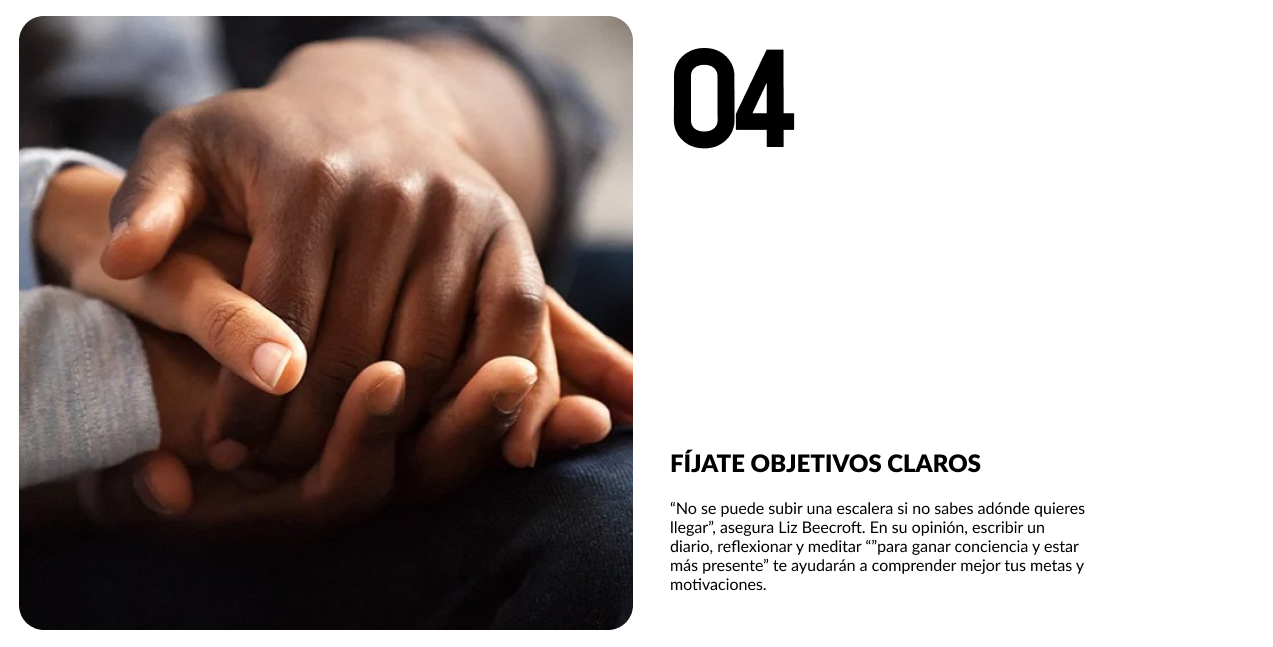 04
FÍJATE OBJETIVOS CLAROS
“No se puede subir una escalera si no sabes adónde quieres
llegar”, asegura Liz Beecroft. En su opinión, escribir un
diario, reflexionar y meditar “”para ganar conciencia y estar
más presente” te ayudarán a comprender mejor tus metas y
motivaciones.